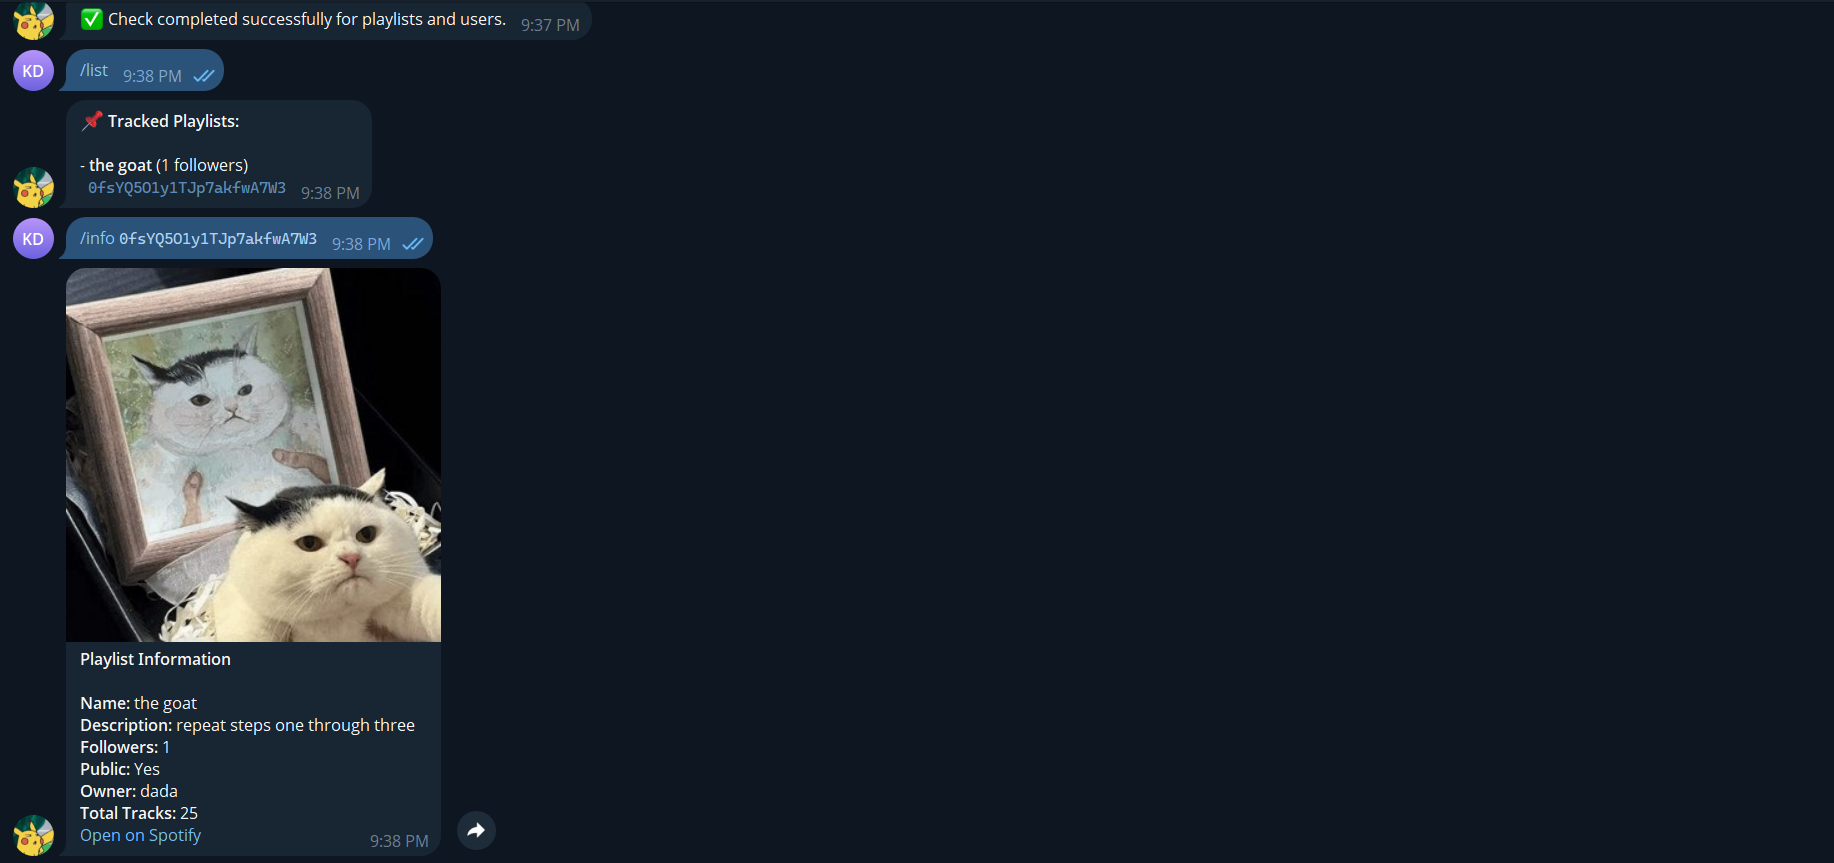 ✅ Check completed successfully for playlists and users. 9:37 PM
KD
/list 9:38 PM
📌 Tracked Playlists:
- the goat (1 followers)
0fsYQ5O1y1TJp7akfwA7W3 9:38 PM
KD
/info 0fsYQ5O1y1TJp7akfwA7W3 9:38 PM
Playlist Information
Name: the goat
Description: repeat steps one through three
Followers: 1
Public: Yes
Owner: dada
Total Tracks: 25
Open on Spotify 9:38 PM